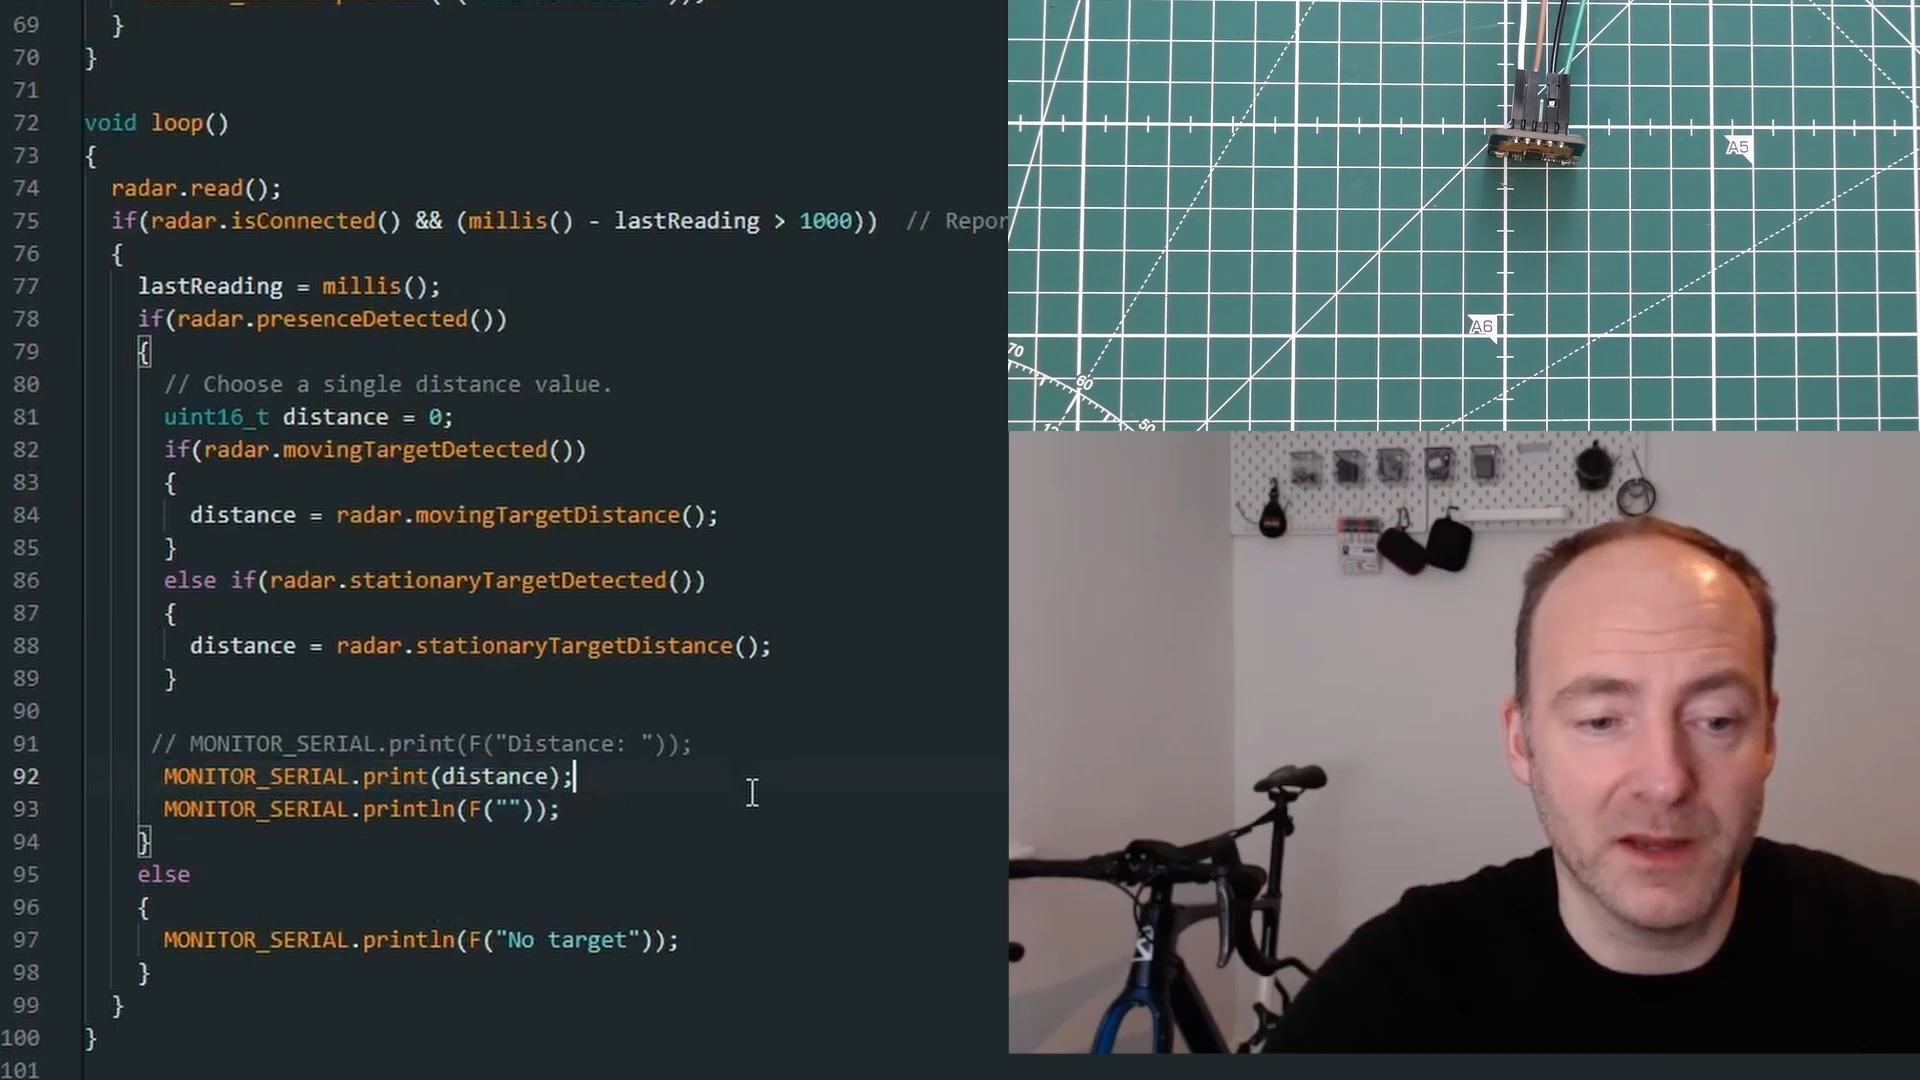 69 }
70 }
71
72 void loop()
73 {
74 radar.read();
75 if(radar.isConnected() && (millis() - lastReading > 1000)) // Repor
76 {
77 lastReading = millis();
78 if(radar.presenceDetected())
79 {
80 // Choose a single distance value.
81 uint16_t distance = 0;
82 if(radar.movingTargetDetected())
83 {
84 distance = radar.movingTargetDistance();
85 }
86 else if(radar.stationaryTargetDetected())
87 {
88 distance = radar.stationaryTargetDistance();
89 }
90
91 // MONITOR_SERIAL.print(F("Distance: "));
92 MONITOR_SERIAL.print(distance);
93 MONITOR_SERIAL.println(F(""));
94 }
95 else
96 {
97 MONITOR_SERIAL.println(F("No target"));
98 }
99 }
100 }
101
A5
A6
70
60
50